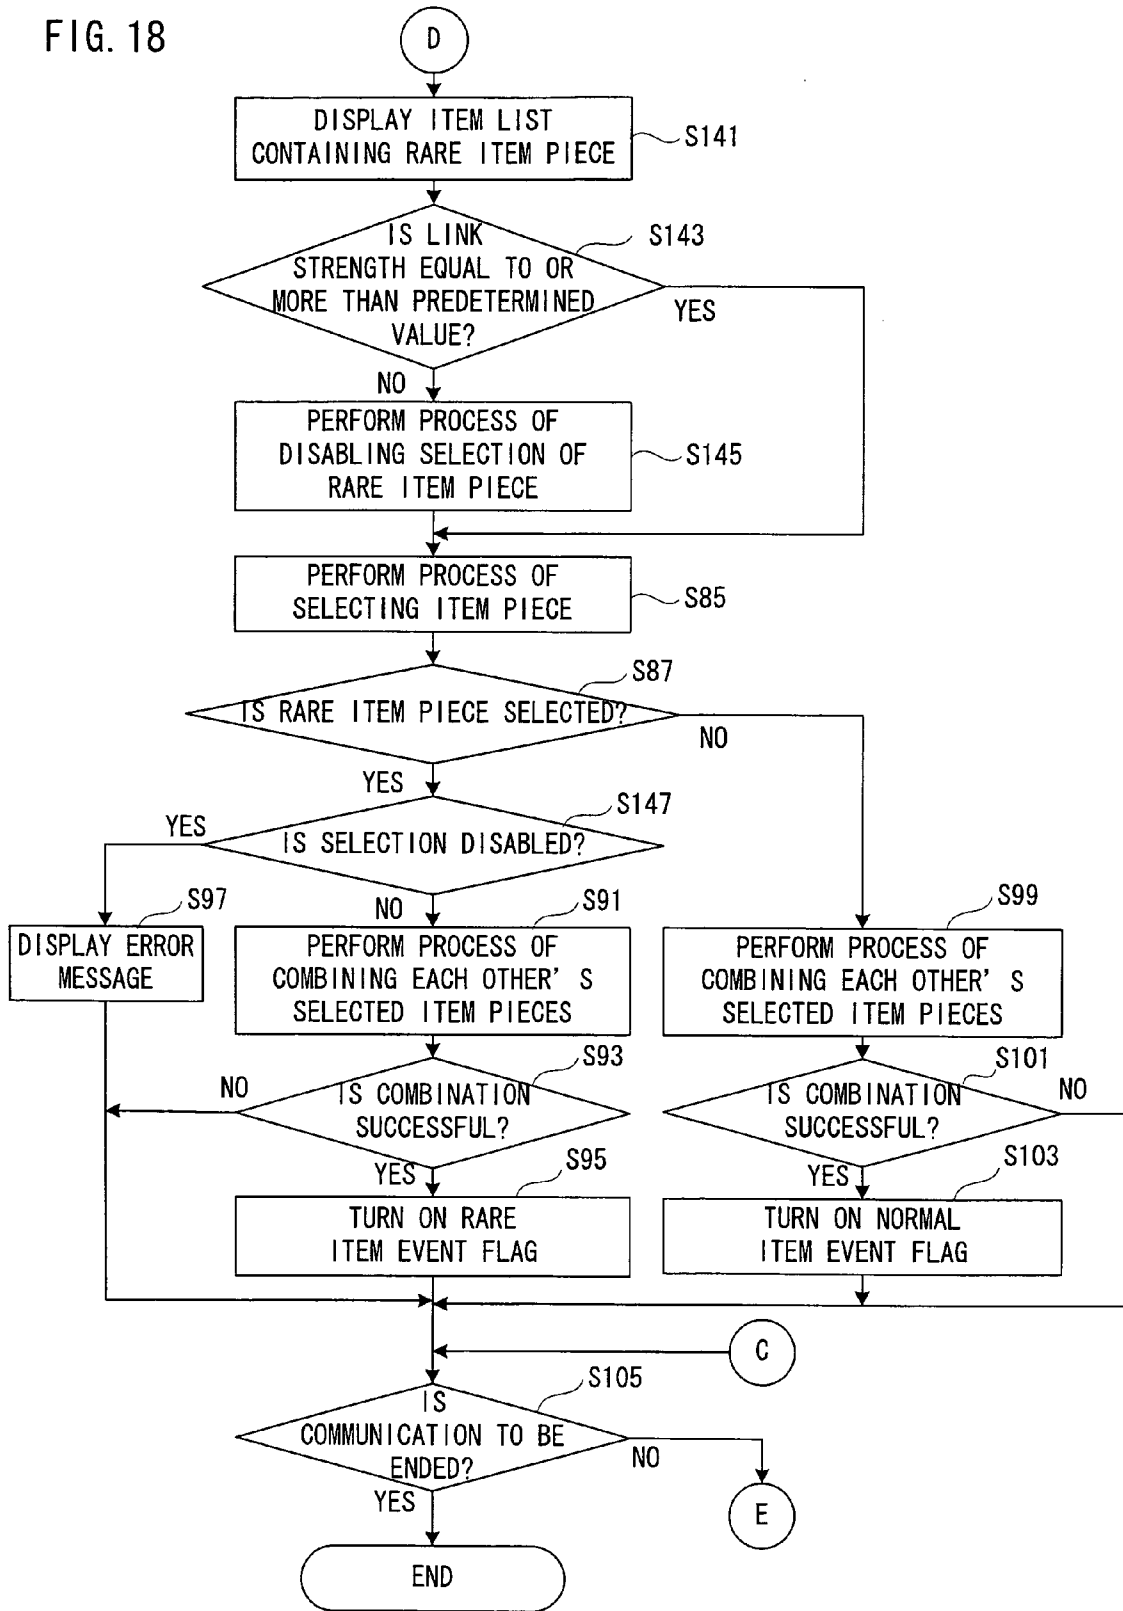 FIG. 18
D
DISPLAY ITEM LIST
CONTAINING RARE ITEM PIECE
S141
IS LINK
STRENGTH EQUAL TO OR
MORE THAN PREDETERMINED
VALUE?
S143
YES
NO
PERFORM PROCESS OF
DISABLING SELECTION OF
RARE ITEM PIECE
S145
PERFORM PROCESS OF
SELECTING ITEM PIECE
S85
S87
IS RARE ITEM PIECE SELECTED?
NO
YES
S147
YES
IS SELECTION DISABLED?
NO
S97
DISPLAY ERROR
MESSAGE
S91
PERFORM PROCESS OF
COMBINING EACH OTHER'S
SELECTED ITEM PIECES
S99
PERFORM PROCESS OF
COMBINING EACH OTHER'S
SELECTED ITEM PIECES
S93
NO
IS COMBINATION
SUCCESSFUL?
YES
S101
NO
IS COMBINATION
SUCCESSFUL?
YES
S95
TURN ON RARE
ITEM EVENT FLAG
S103
TURN ON NORMAL
ITEM EVENT FLAG
C
S105
IS
COMMUNICATION TO BE
ENDED?
NO
YES
E
END